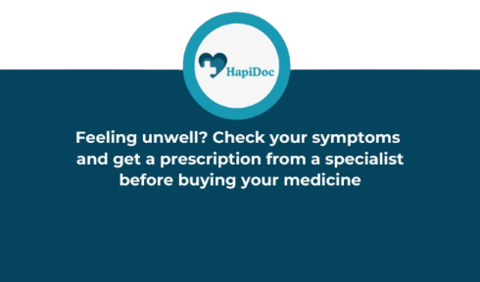 HapiDoc
Feeling unwell? Check your symptoms
and get a prescription from a specialist
before buying your medicine